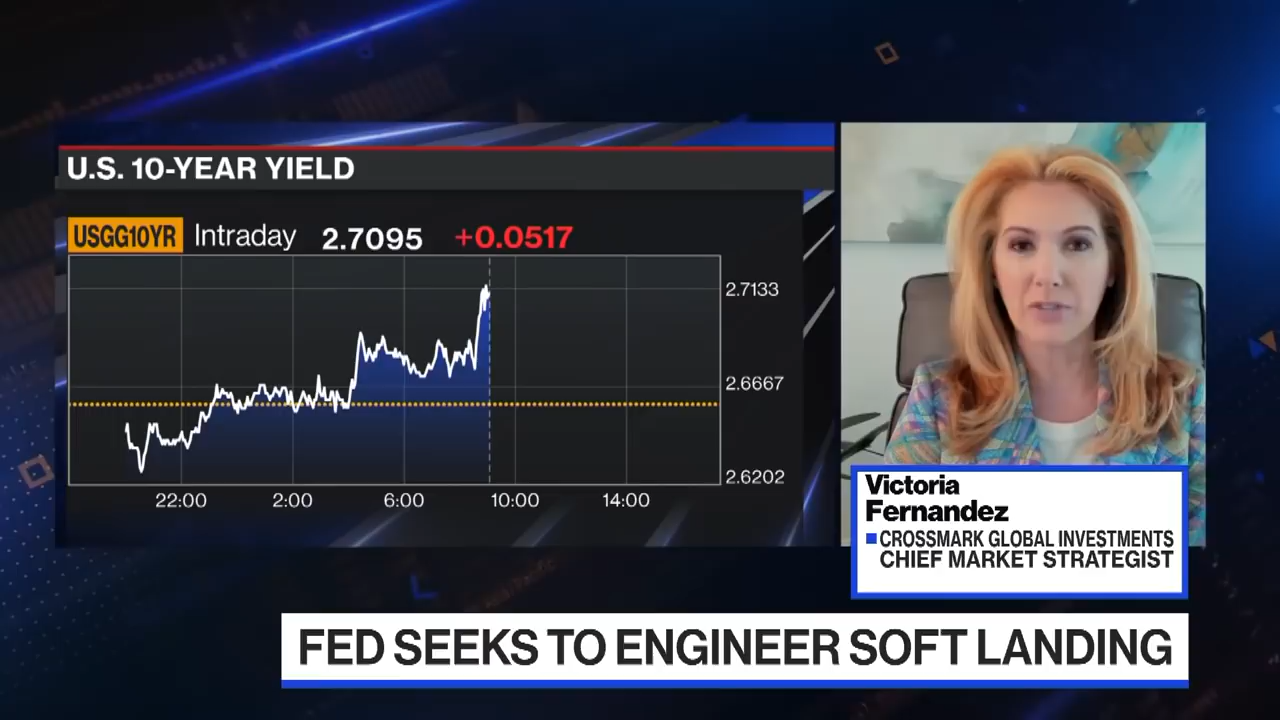 U.S. 10-YEAR YIELD
USGG10YR Intraday 2.7095 +0.0517
2.7133
2.6667
2.6202
22:00 2:00 6:00 10:00 14:00
Victoria
Fernandez
CROSSMARK GLOBAL INVESTMENTS
CHIEF MARKET STRATEGIST
FED SEEKS TO ENGINEER SOFT LANDING